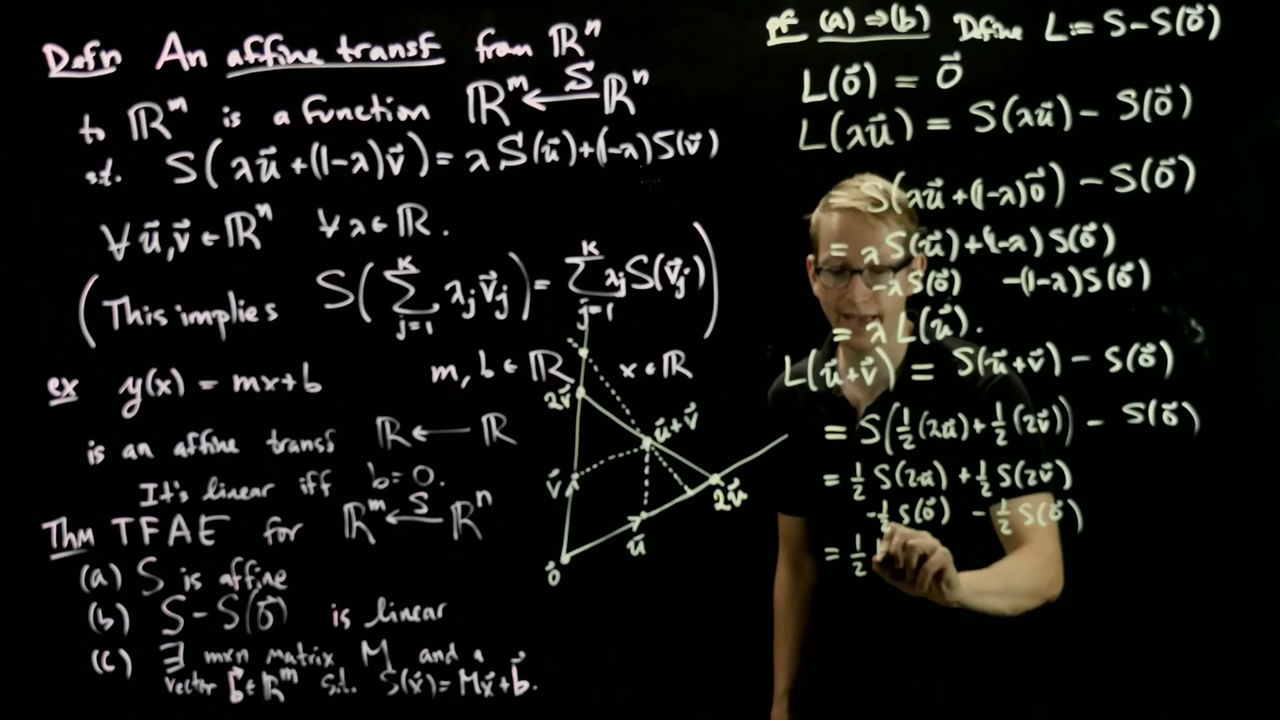 Defn An affine transf from ℝⁿ
to ℝᵐ is a function ℝᵐ ←S ℝⁿ
s.t. S(λu⃗+(1-λ)v⃗) = λS(u⃗)+(1-λ)S(v⃗)
∀ u⃗,v⃗ ∈ ℝⁿ ∀ λ ∈ ℝ.
(This implies S(∑_{j=1}^{k} λⱼv⃗ⱼ) = ∑_{j=1}^{k} λⱼS(v⃗ⱼ))
ex y(x) = mx+b m, b ∈ ℝ x ∈ ℝ
is an affine transf ℝ ← ℝ
It's linear iff b=0.
Thm TFAE for ℝᵐ ←S ℝⁿ
(a) S is affine
(b) S-S(0⃗) is linear
(c) ∃ m×n matrix M and a
vector b⃗∈ℝᵐ s.t. S(x⃗)=Mx⃗+b⃗.
2v⃗
u⃗+v⃗
v⃗
2u⃗
u⃗
0⃗
pf (a)⇒(b) Define L:= S-S(0⃗)
L(0⃗) = 0⃗
L(λu⃗) = S(λu⃗) - S(0⃗)
= S(λu⃗+(1-λ)0⃗) - S(0⃗)
= λS(u⃗)+(1-λ)S(0⃗)
-λS(0⃗) -(1-λ)S(0⃗)
= λL(u⃗).
L(u⃗+v⃗) = S(u⃗+v⃗) - S(0⃗)
= S(½(2u⃗)+½(2v⃗)) - S(0⃗)
= ½S(2u⃗) + ½S(2v⃗)
-½S(0⃗) - ½S(0⃗)
= ½